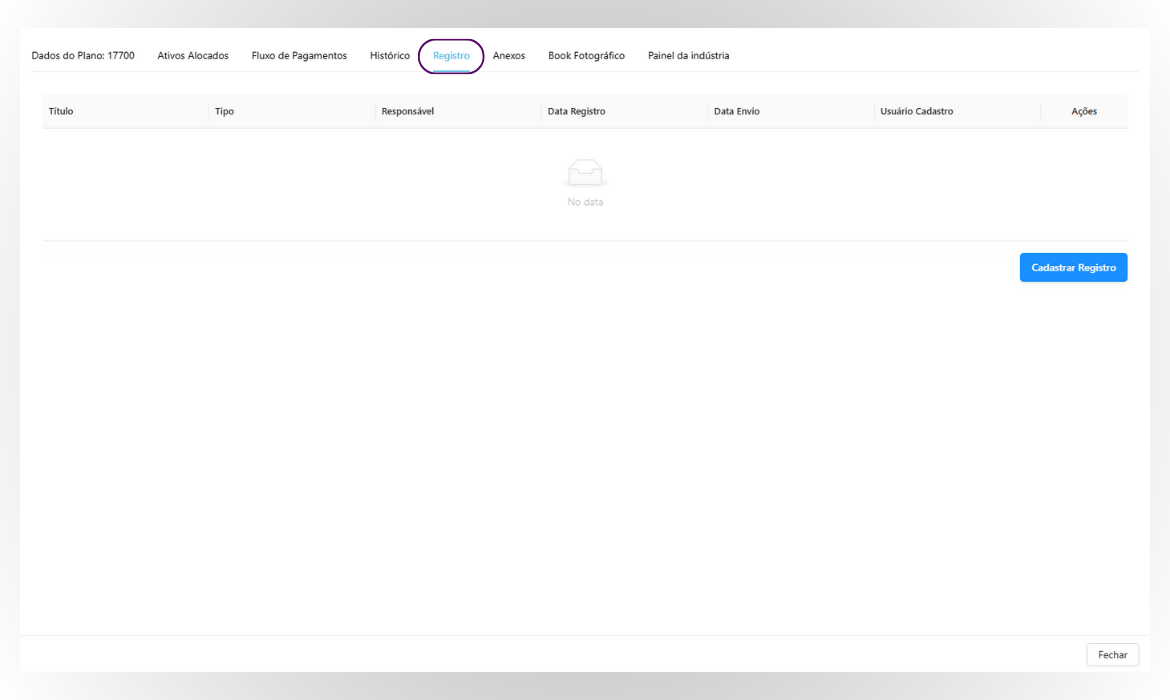 Dados do Plano: 17700 Ativos Alocados Fluxo de Pagamentos Histórico Registro Anexos Book Fotográfico Painel da indústria
Título Tipo Responsável Data Registro Data Envio Usuário Cadastro Ações
No data
Cadastrar Registro
Fechar